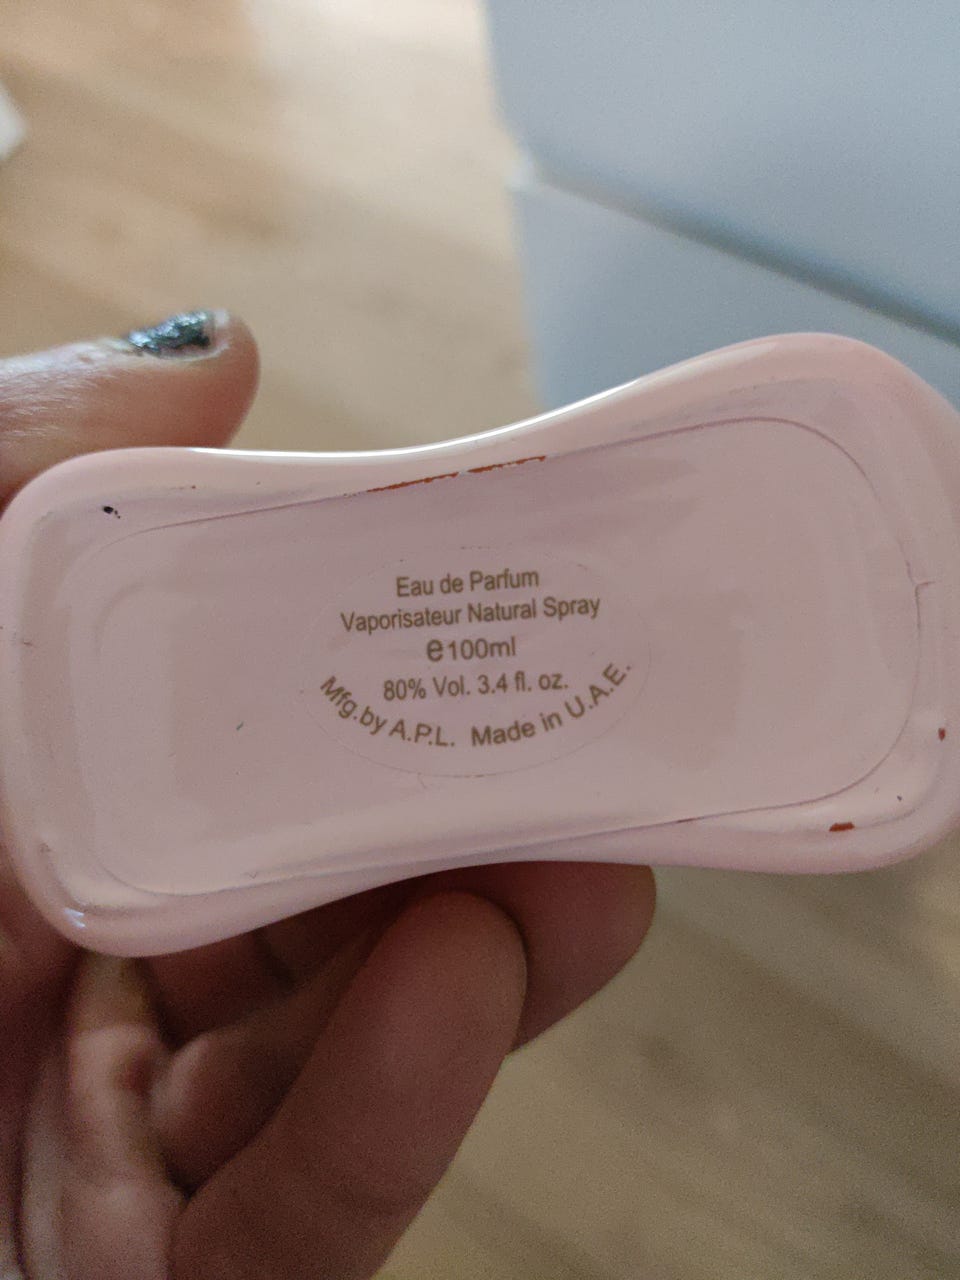 Eau de Parfum
Vaporisateur Natural Spray
℮100ml
80% Vol. 3.4 fl. oz.
Mfg.by A.P.L. Made in U.A.E.